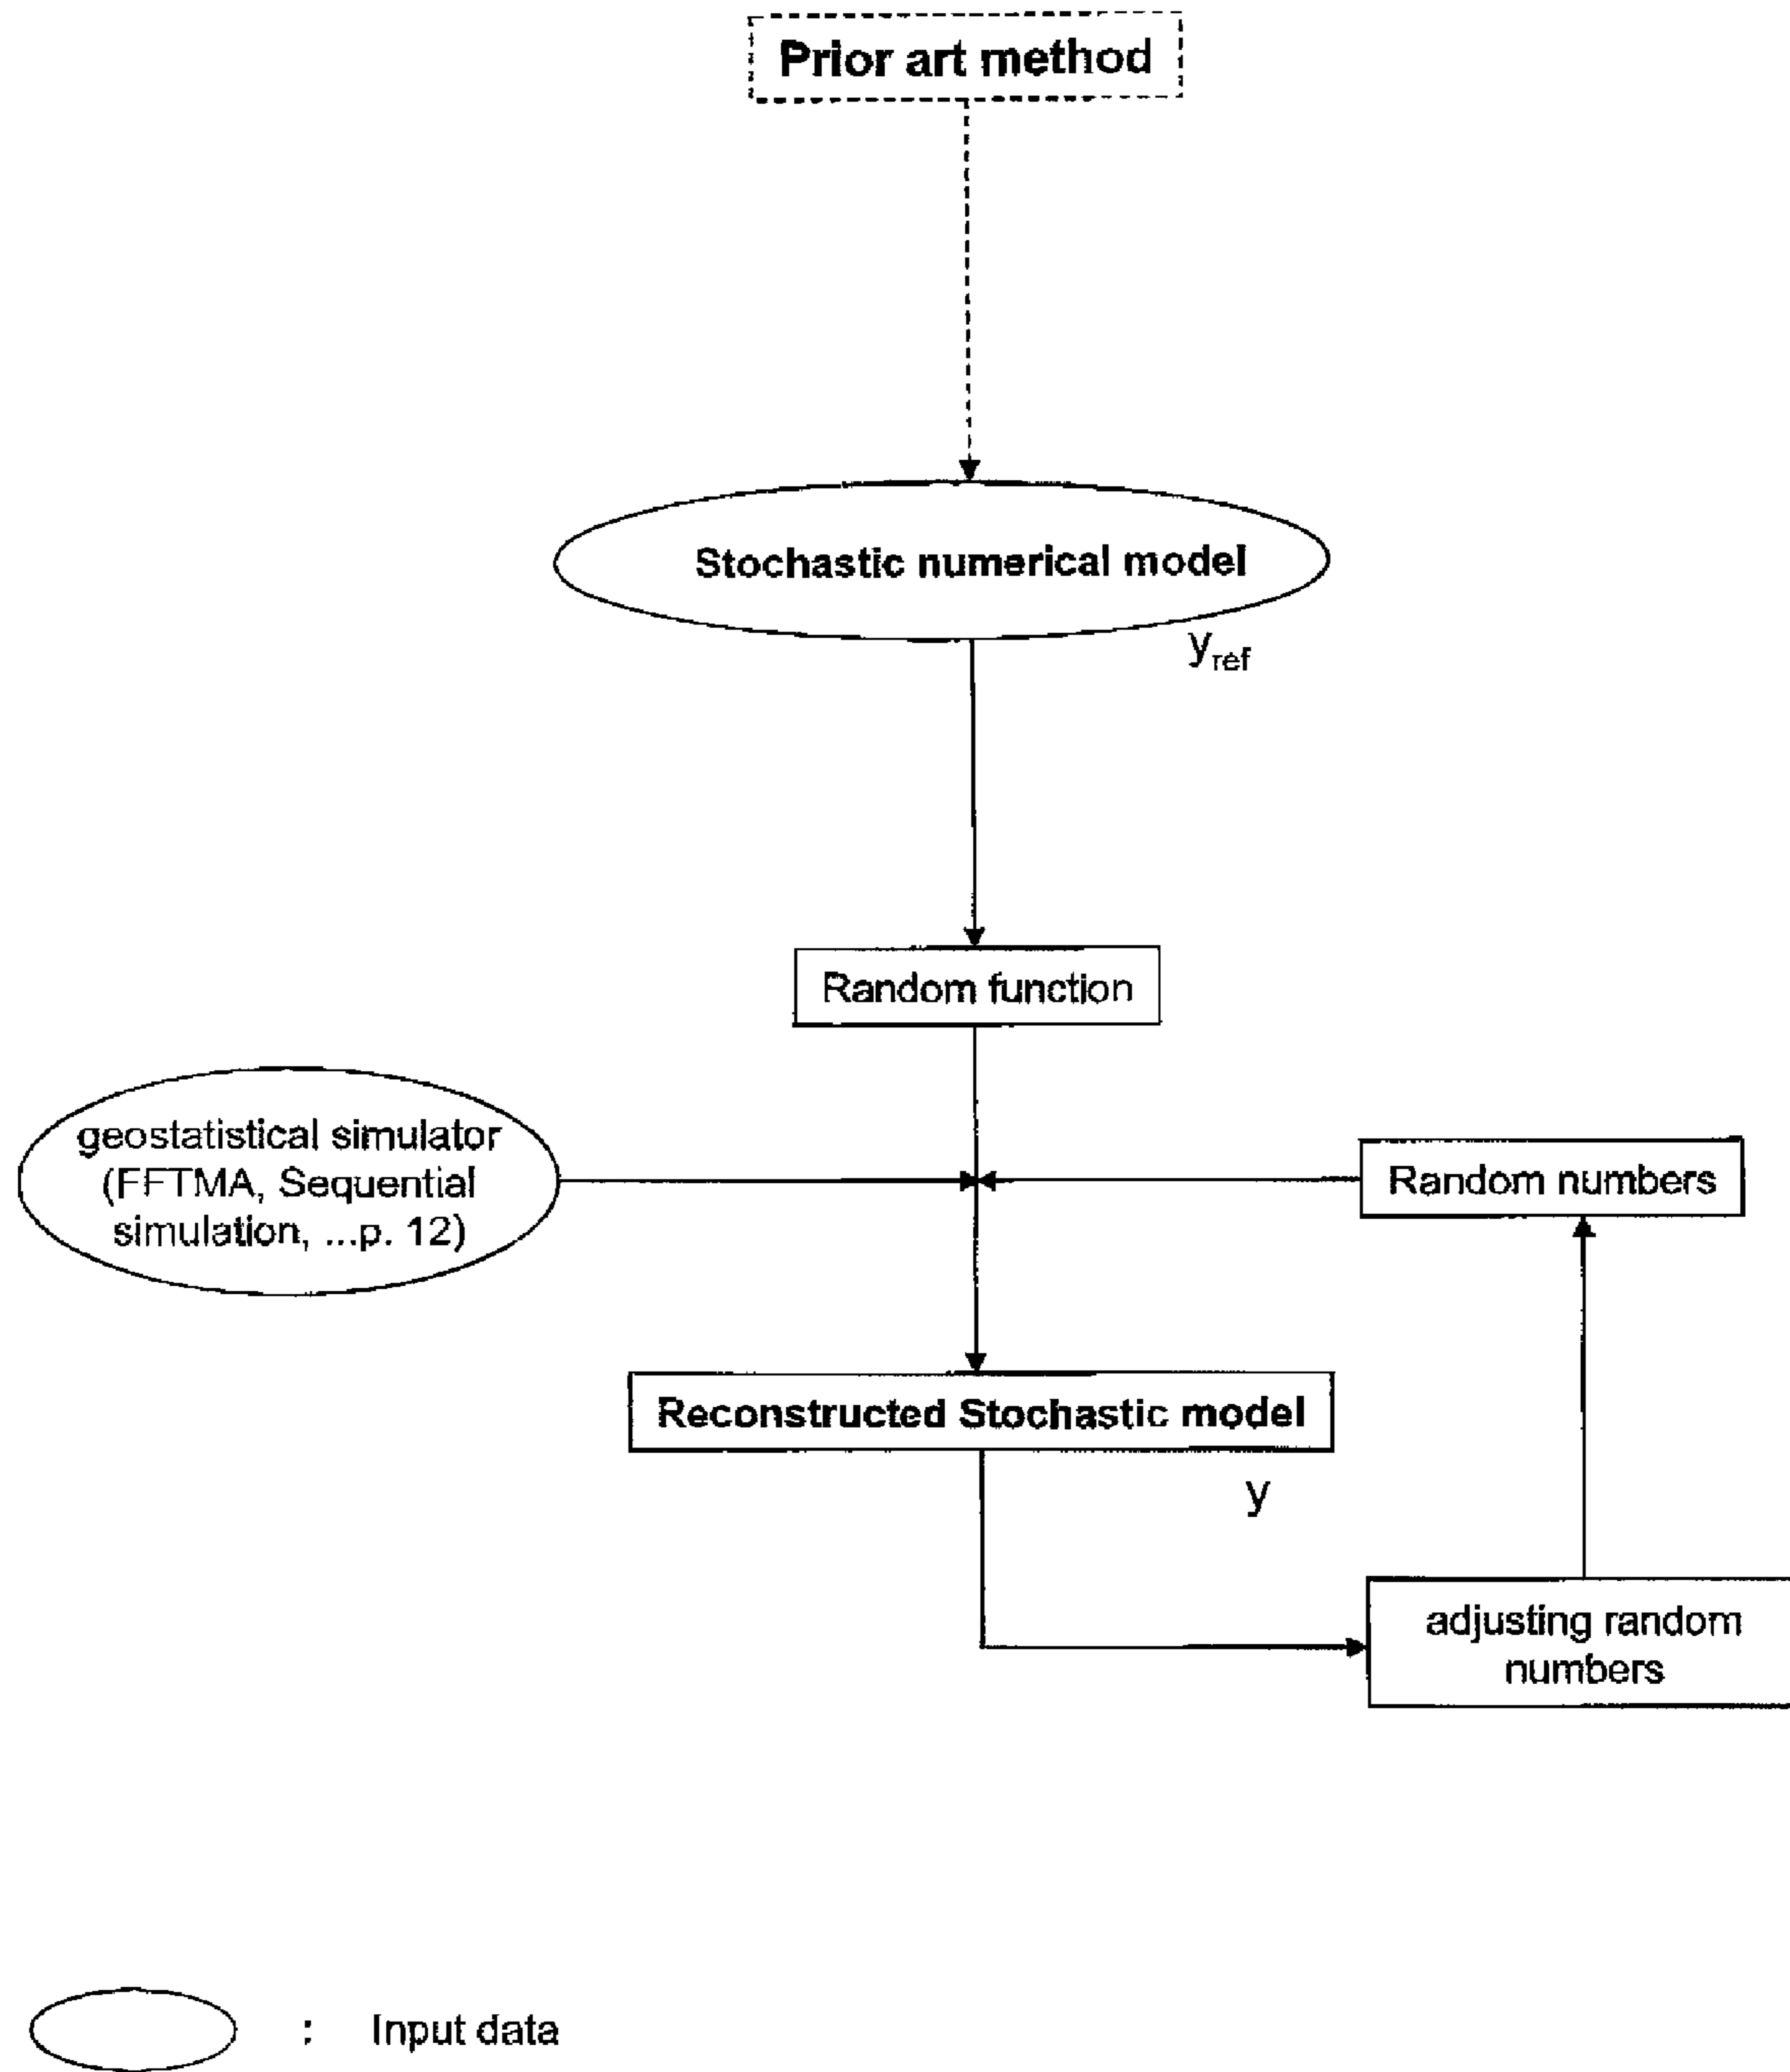 Prior art method
Stochastic numerical model
y_ref
Random function
geostatistical simulator
(FFTMA, Sequential
simulation, ...p. 12)
Random numbers
Reconstructed Stochastic model
y
adjusting random
numbers
: Input data